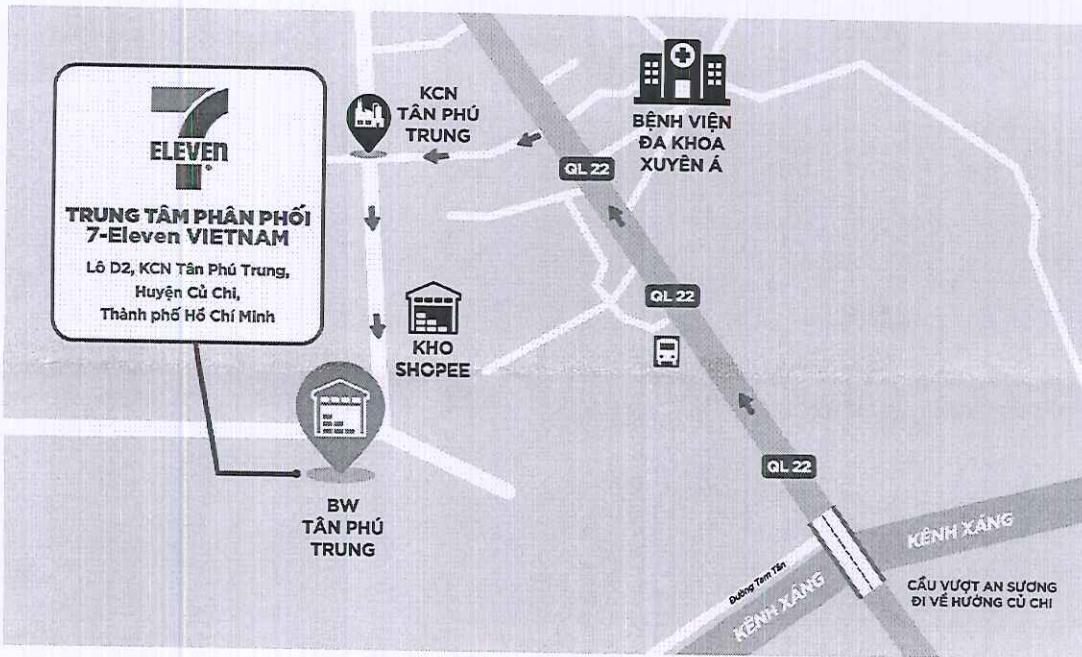 7
ELEVEN
TRUNG TÂM PHÂN PHỐI
7-Eleven VIETNAM
Lô D2, KCN Tân Phú Trung,
Huyện Củ Chi,
Thành phố Hồ Chí Minh
KCN
TÂN PHÚ
TRUNG
BỆNH VIỆN
ĐA KHOA
XUYÊN Á
QL 22
QL 22
KHO
SHOPEE
QL 22
BW
TÂN PHÚ
TRUNG
KÊNH XÁNG
Đường Tam Tân
KÊNH XÁNG
CẦU VƯỢT AN SƯƠNG
ĐI VỀ HƯỚNG CỦ CHI